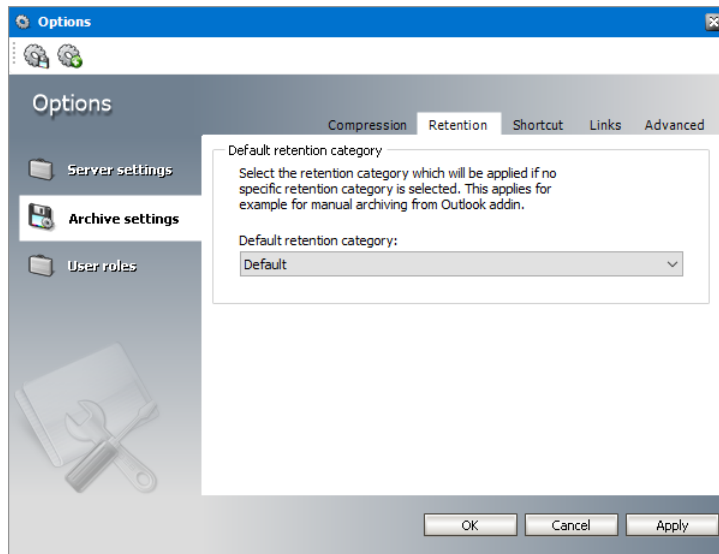 Options
Options
Compression Retention Shortcut Links Advanced
Server settings
Archive settings
User roles
Default retention category
Select the retention category which will be applied if no
specific retention category is selected. This applies for
example for manual archiving from Outlook addin.
Default retention category:
Default
OK Cancel Apply